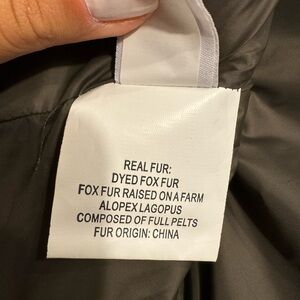 REAL FUR:
DYED FOX FUR
FOX FUR RAISED ON A FARM
ALOPEX LAGOPUS
COMPOSED OF FULL PELTS
FUR ORIGIN: CHINA